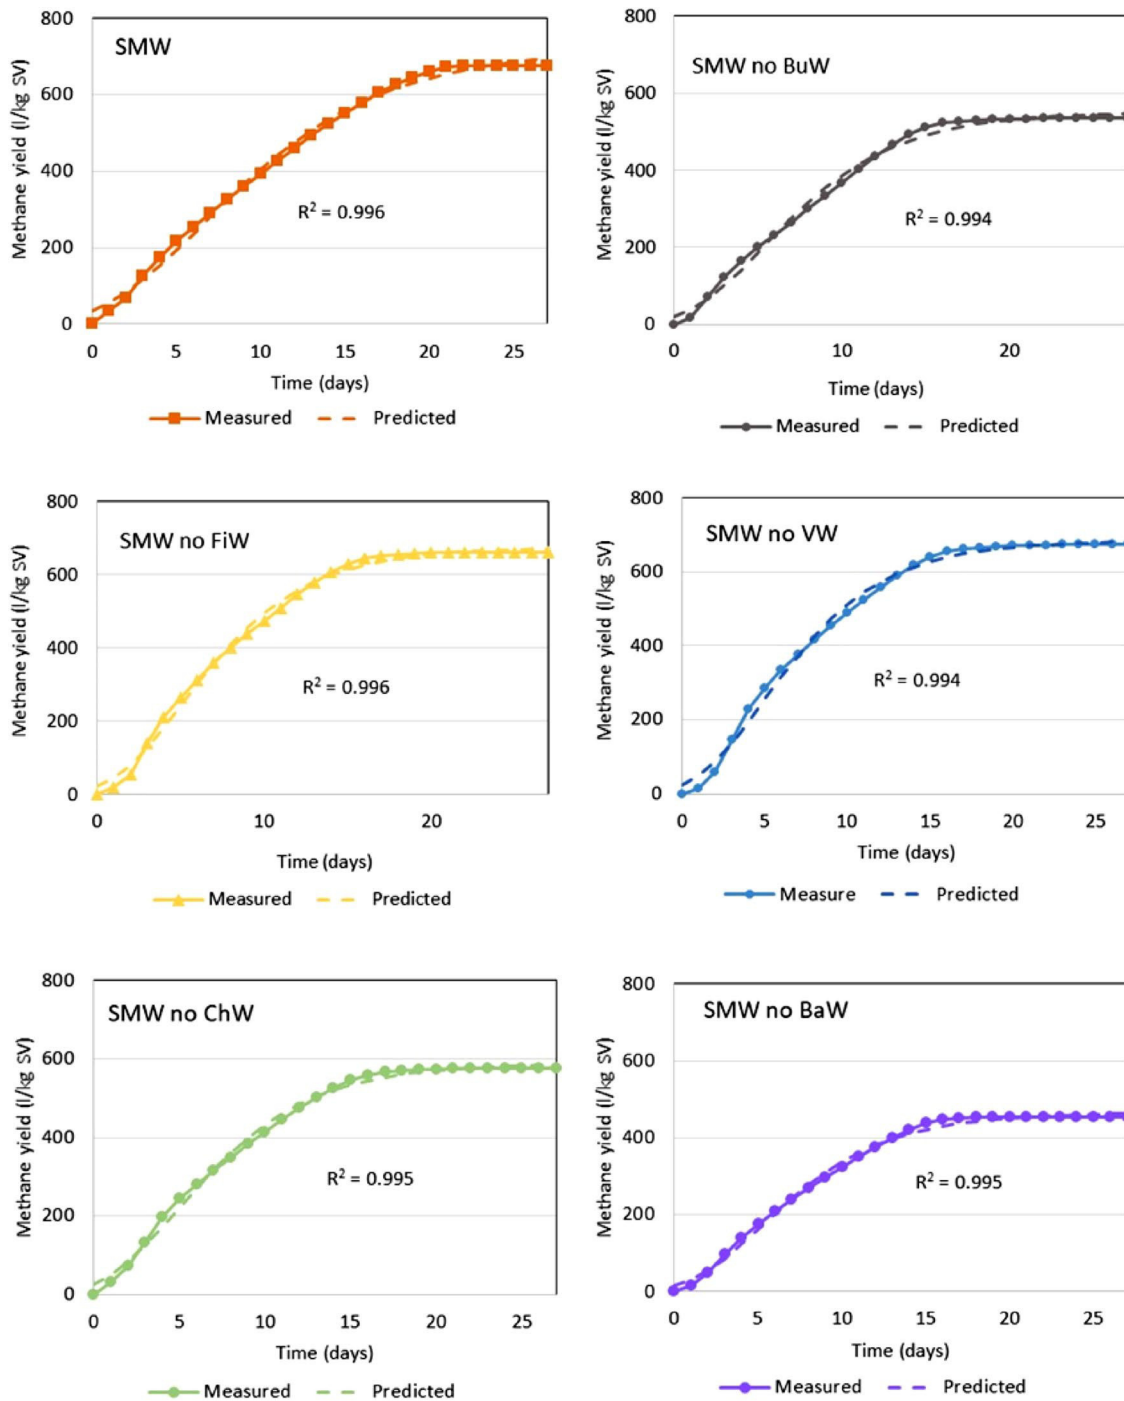 SMW
Methane yield (l/kg SV)
800
600
400
200
0
R² = 0.996
0 5 10 15 20 25
Time (days)
Measured Predicted
SMW no BuW
Methane yield (l/kg SV)
800
600
400
200
0
R² = 0.994
0 10 20
Time (days)
Measured Predicted
SMW no FiW
Methane yield (l/kg SV)
800
600
400
200
0
R² = 0.996
0 10 20
Time (days)
Measured Predicted
SMW no VW
Methane yield (l/kg SV)
800
600
400
200
0
R² = 0.994
0 5 10 15 20 25
Time (days)
Measure Predicted
SMW no ChW
Methane yield (l/kg SV)
800
600
400
200
0
R² = 0.995
0 5 10 15 20 25
Time (days)
Measured Predicted
SMW no BaW
Methane yield (l/kg SV)
800
600
400
200
0
R² = 0.995
0 5 10 15 20 25
Time (days)
Measured Predicted